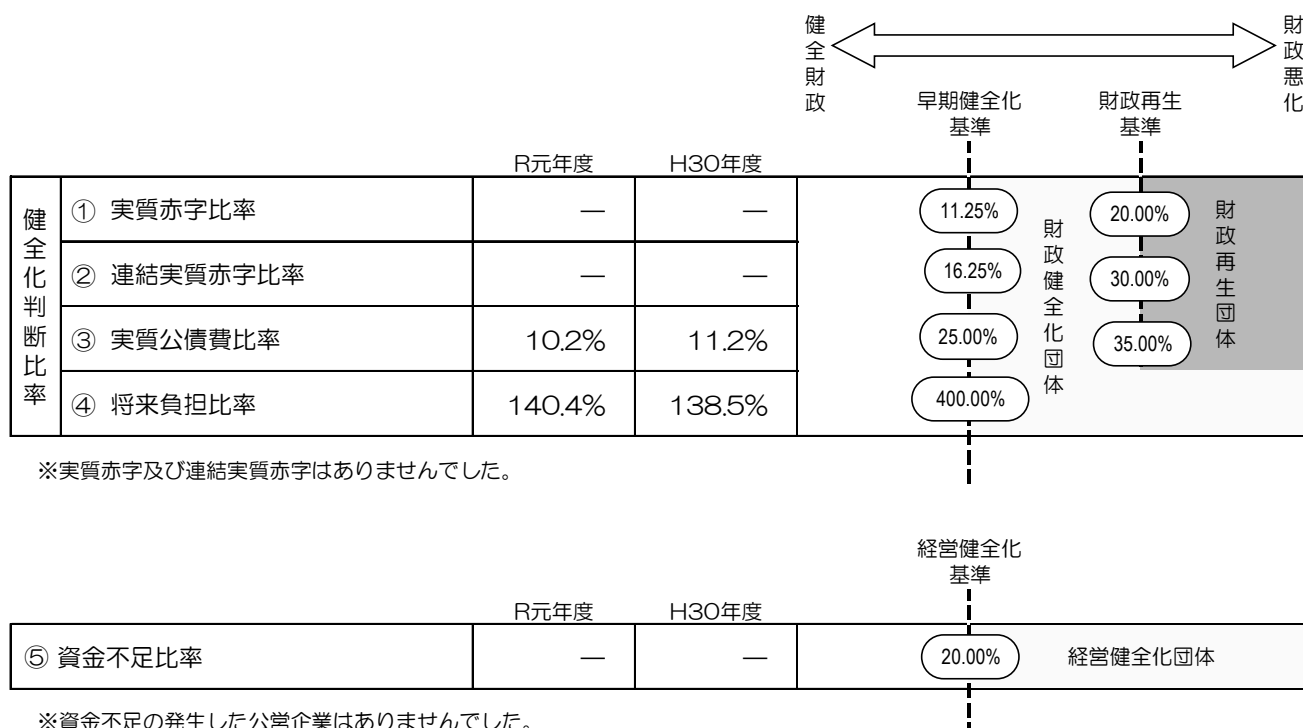 健全財政
財政悪化
早期健全化
基準
財政再生
基準
R元年度 H30年度
健全化判断比率
① 実質赤字比率 — — 11.25% 20.00%
② 連結実質赤字比率 — — 16.25% 30.00%
③ 実質公債費比率 10.2% 11.2% 25.00% 35.00%
④ 将来負担比率 140.4% 138.5% 400.00%
財政健全化団体
財政再生団体
※実質赤字及び連結実質赤字はありませんでした。
経営健全化
基準
R元年度 H30年度
⑤ 資金不足比率 — — 20.00% 経営健全化団体
※資金不足の発生した公営企業はありませんでした。